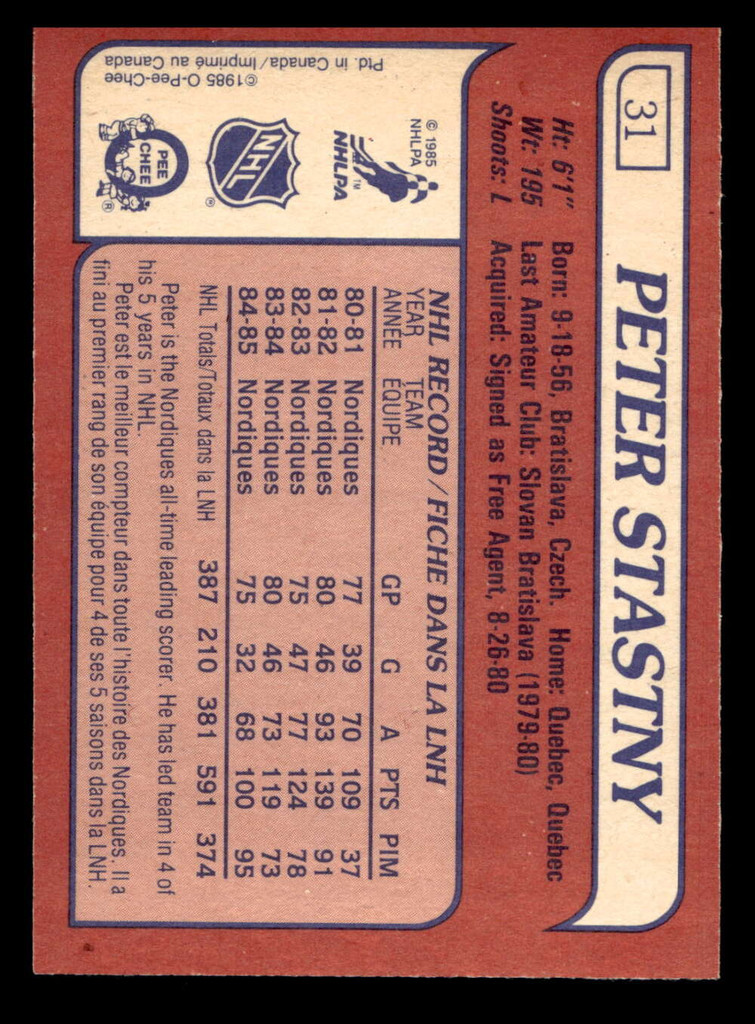 31
PETER STASTNY
Ht: 6'1" Born: 9-18-56, Bratislava, Czech. Home: Quebec, Quebec
Wt: 195 Last Amateur Club: Slovan Bratislava (1979-80)
Shoots: L Acquired: Signed as Free Agent, 8-26-80
NHL RECORD/FICHE DANS LA LNH
YEAR TEAM
ANNÉE ÉQUIPE GP G A PTS PIM
80-81 Nordiques 77 39 70 109 37
81-82 Nordiques 80 46 93 139 91
82-83 Nordiques 75 47 77 124 78
83-84 Nordiques 80 46 73 119 73
84-85 Nordiques 75 32 68 100 95
NHL Totals/Totaux dans la LNH 387 210 381 591 374
Peter is the Nordiques all-time leading scorer. He has led team in 4 of
his 5 years in NHL.
Peter est le meilleur compteur dans toute l'histoire des Nordiques. Il a
fini au premier rang de son équipe pour 4 de ses 5 saisons dans la LNH.
© 1985
NHLPA
NHLPA™
NHL
®
O
PEE
CHEE
®
©1985 O-Pee-Chee
Ptd. in Canada/Imprimé au Canada